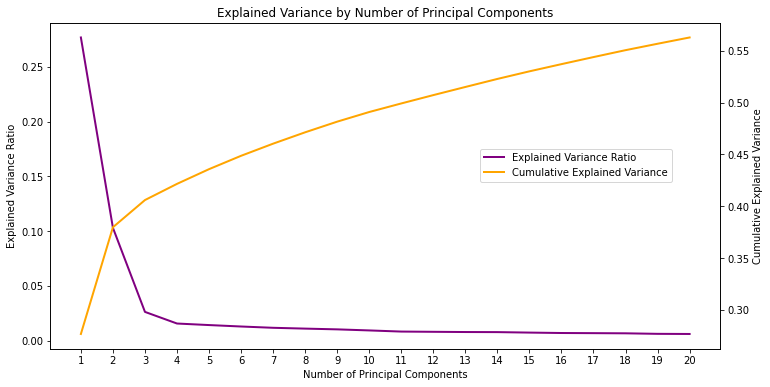 Explained Variance by Number of Principal Components
Explained Variance Ratio
0.25
0.20
0.15
0.10
0.05
0.00
Explained Variance Ratio
Cumulative Explained Variance
0.55
0.50
0.45
0.40
0.35
0.30
Cumulative Explained Variance
1 2 3 4 5 6 7 8 9 10 11 12 13 14 15 16 17 18 19 20
Number of Principal Components